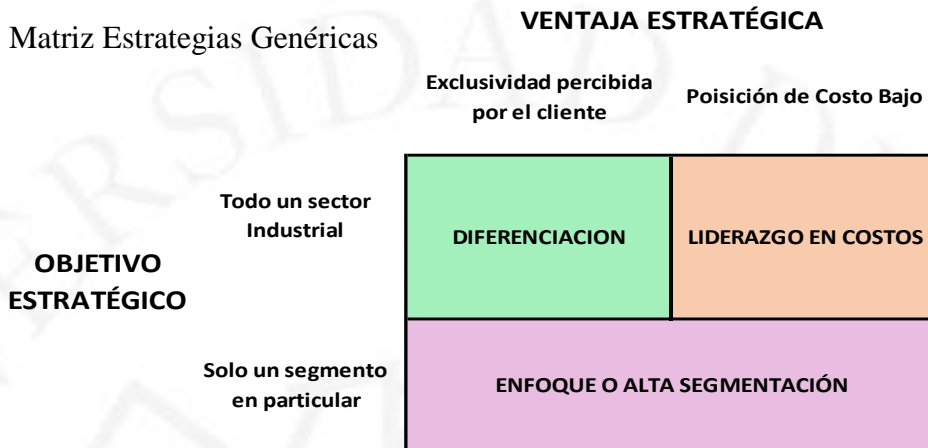 VENTAJA ESTRATÉGICA
Matriz Estrategias Genéricas
Exclusividad percibida
por el cliente
Poisición de Costo Bajo
Todo un sector
Industrial
DIFERENCIACION
LIDERAZGO EN COSTOS
OBJETIVO
ESTRATÉGICO
Solo un segmento
en particular
ENFOQUE O ALTA SEGMENTACIÓN